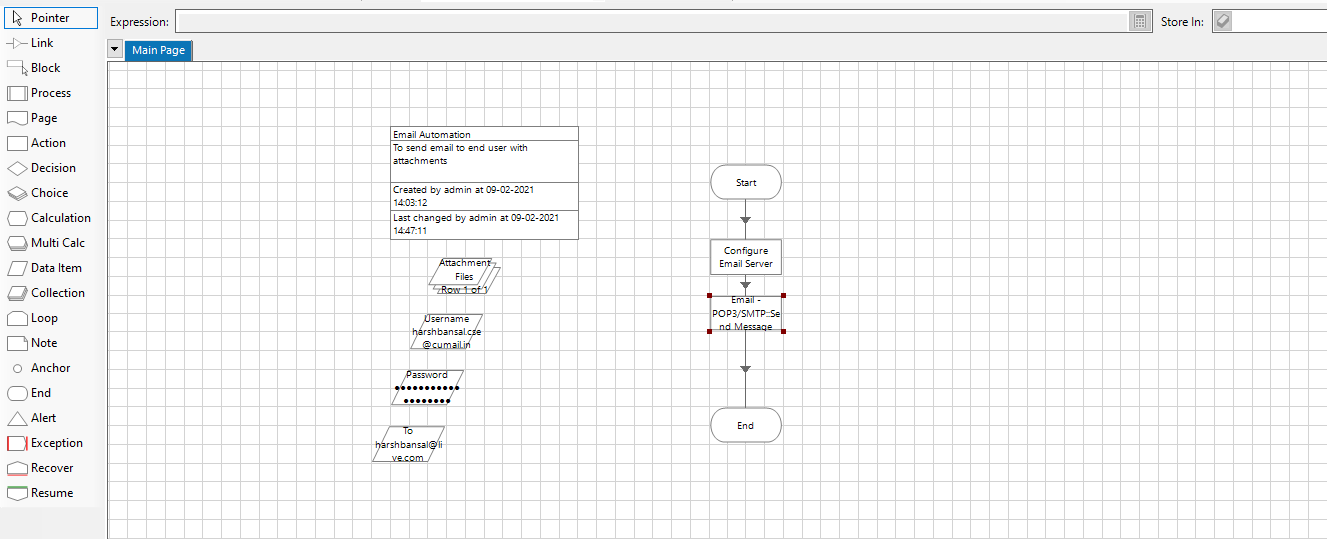 Pointer
Link
Block
Process
Page
Action
Decision
Choice
Calculation
Multi Calc
Data Item
Collection
Loop
Note
Anchor
End
Alert
Exception
Recover
Resume
Expression:
Store In:
Main Page
Email Automation
To send email to end user with
attachments
Created by admin at 09-02-2021
14:03:12
Last changed by admin at 09-02-2021
14:47:11
Attachment
Files
Row 1 of 1
Username
harshbansal.cse
@cumail.in
Password
●●●●●●●●●●●
●●●●●●●●
To
harshbansal@li
ve.com
Start
Configure
Email Server
Email -
POP3/SMTP::Se
nd Message
End